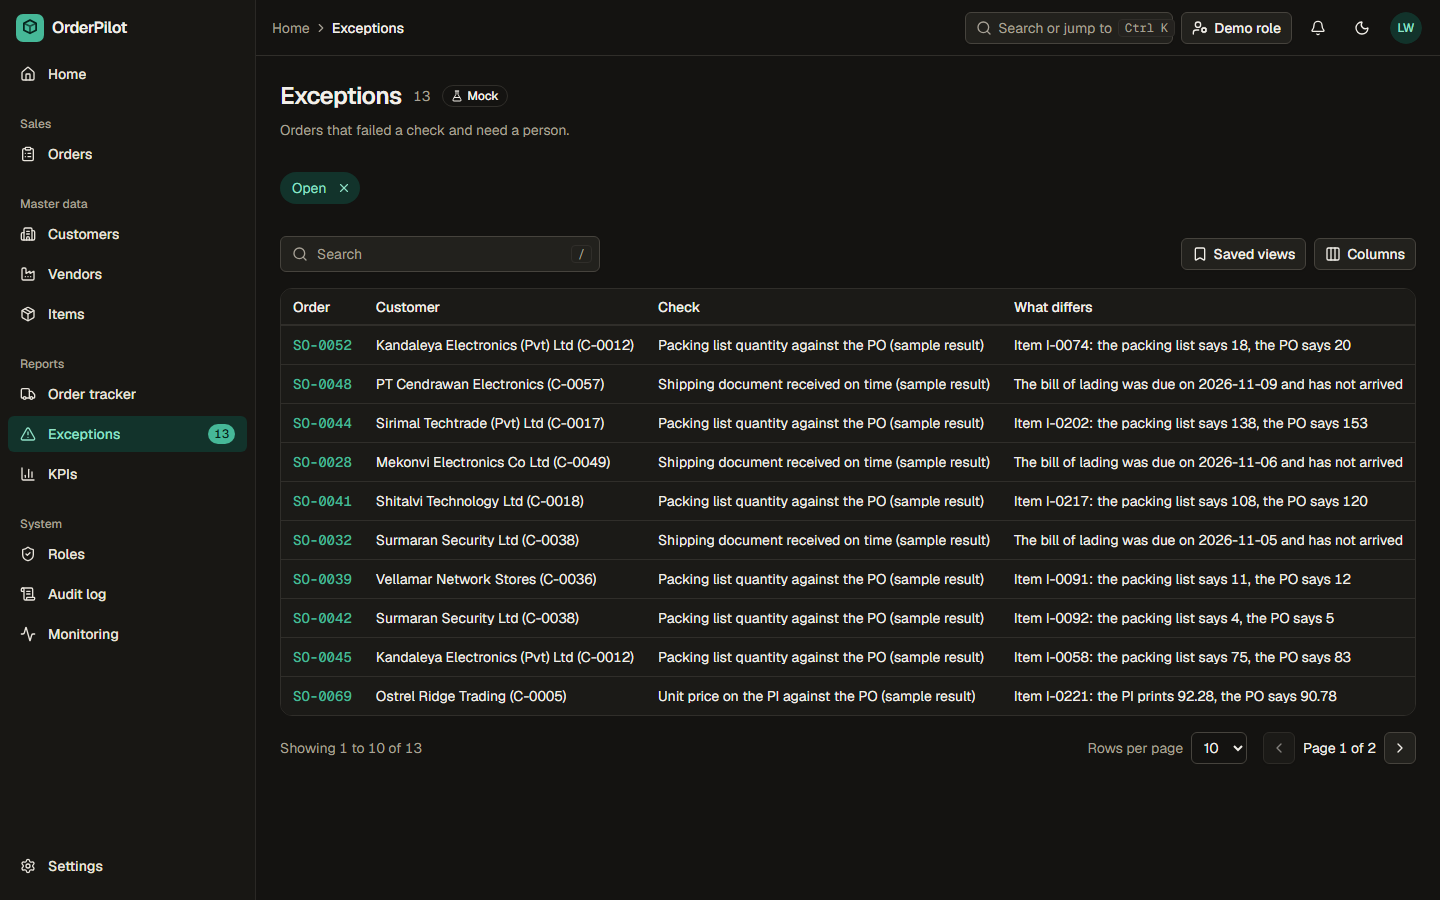 OrderPilot
Home
Sales
Orders
Master data
Customers
Vendors
Items
Reports
Order tracker
Exceptions 13
KPIs
System
Roles
Audit log
Monitoring
Settings
Home > Exceptions
Search or jump to Ctrl K
Demo role
LW
Exceptions 13 Mock
Orders that failed a check and need a person.
Open ×
Search /
Saved views
Columns
Order Customer Check What differs
SO-0052 Kandaleya Electronics (Pvt) Ltd (C-0012) Packing list quantity against the PO (sample result) Item I-0074: the packing list says 18, the PO says 20
SO-0048 PT Cendrawan Electronics (C-0057) Shipping document received on time (sample result) The bill of lading was due on 2026-11-09 and has not arrived
SO-0044 Sirimal Techtrade (Pvt) Ltd (C-0017) Packing list quantity against the PO (sample result) Item I-0202: the packing list says 138, the PO says 153
SO-0028 Mekonvi Electronics Co Ltd (C-0049) Shipping document received on time (sample result) The bill of lading was due on 2026-11-06 and has not arrived
SO-0041 Shitalvi Technology Ltd (C-0018) Packing list quantity against the PO (sample result) Item I-0217: the packing list says 108, the PO says 120
SO-0032 Surmaran Security Ltd (C-0038) Shipping document received on time (sample result) The bill of lading was due on 2026-11-05 and has not arrived
SO-0039 Vellamar Network Stores (C-0036) Packing list quantity against the PO (sample result) Item I-0091: the packing list says 11, the PO says 12
SO-0042 Surmaran Security Ltd (C-0038) Packing list quantity against the PO (sample result) Item I-0092: the packing list says 4, the PO says 5
SO-0045 Kandaleya Electronics (Pvt) Ltd (C-0012) Packing list quantity against the PO (sample result) Item I-0058: the packing list says 75, the PO says 83
SO-0069 Ostrel Ridge Trading (C-0005) Unit price on the PI against the PO (sample result) Item I-0221: the PI prints 92.28, the PO says 90.78
Showing 1 to 10 of 13
Rows per page 10
Page 1 of 2